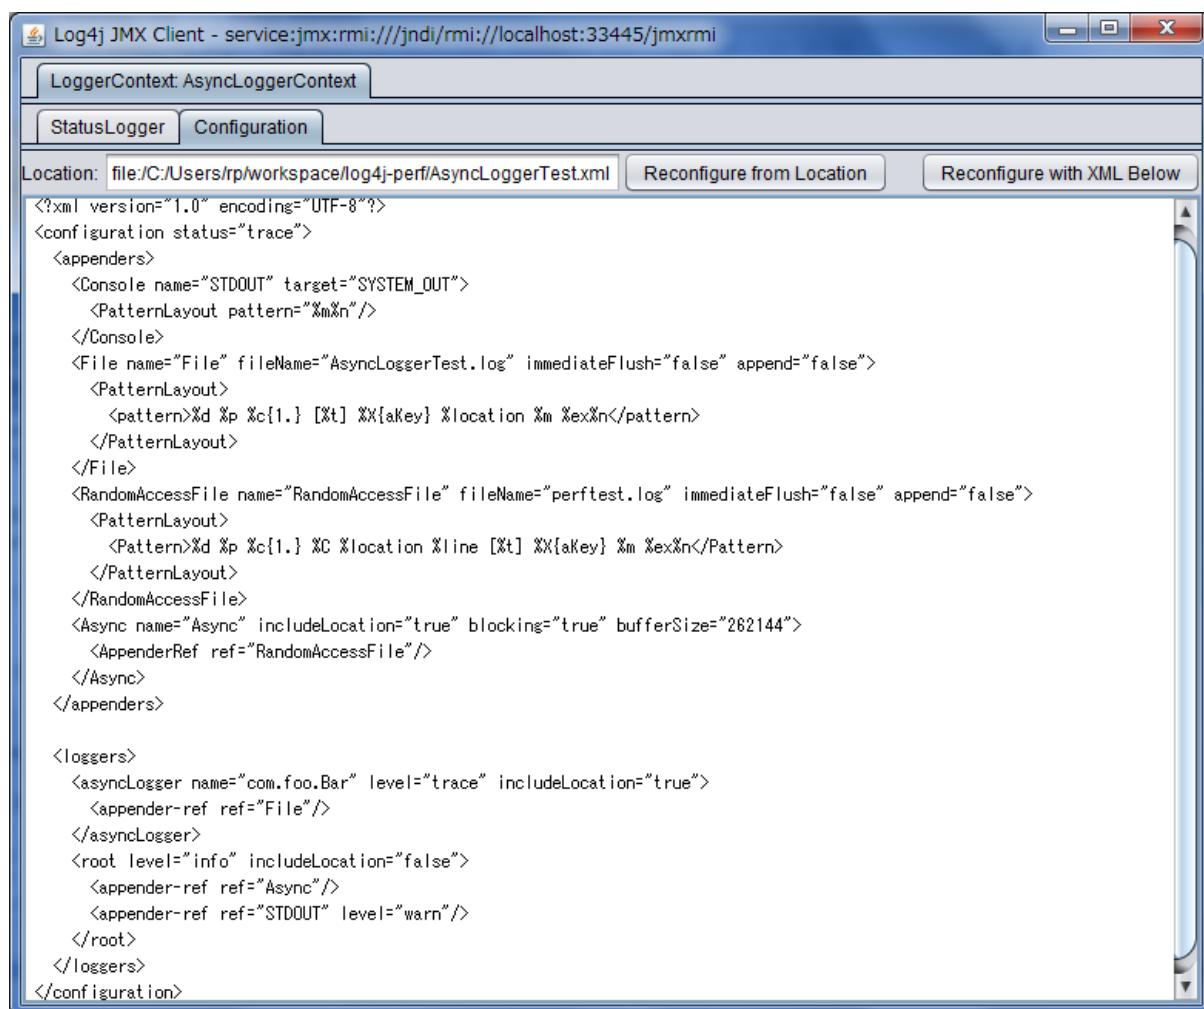 Log4j JMX Client - service:jmx:rmi:///jndi/rmi://localhost:33445/jmxrmi
LoggerContext: AsyncLoggerContext
StatusLogger Configuration
Location: file:/C:/Users/rp/workspace/log4j-perf/AsyncLoggerTest.xml Reconfigure from Location Reconfigure with XML Below
<?xml version="1.0" encoding="UTF-8"?>
<configuration status="trace">
  <appenders>
    <Console name="STDOUT" target="SYSTEM_OUT">
      <PatternLayout pattern="%m%n"/>
    </Console>
    <File name="File" fileName="AsyncLoggerTest.log" immediateFlush="false" append="false">
      <PatternLayout>
        <pattern>%d %p %c{1.} [%t] %X{aKey} %location %m %ex%n</pattern>
      </PatternLayout>
    </File>
    <RandomAccessFile name="RandomAccessFile" fileName="perftest.log" immediateFlush="false" append="false">
      <PatternLayout>
        <Pattern>%d %p %c{1.} %C %location %line [%t] %X{aKey} %m %ex%n</Pattern>
      </PatternLayout>
    </RandomAccessFile>
    <Async name="Async" includeLocation="true" blocking="true" bufferSize="262144">
      <AppenderRef ref="RandomAccessFile"/>
    </Async>
  </appenders>

  <loggers>
    <asyncLogger name="com.foo.Bar" level="trace" includeLocation="true">
      <appender-ref ref="File"/>
    </asyncLogger>
    <root level="info" includeLocation="false">
      <appender-ref ref="Async"/>
      <appender-ref ref="STDOUT" level="warn"/>
    </root>
  </loggers>
</configuration>